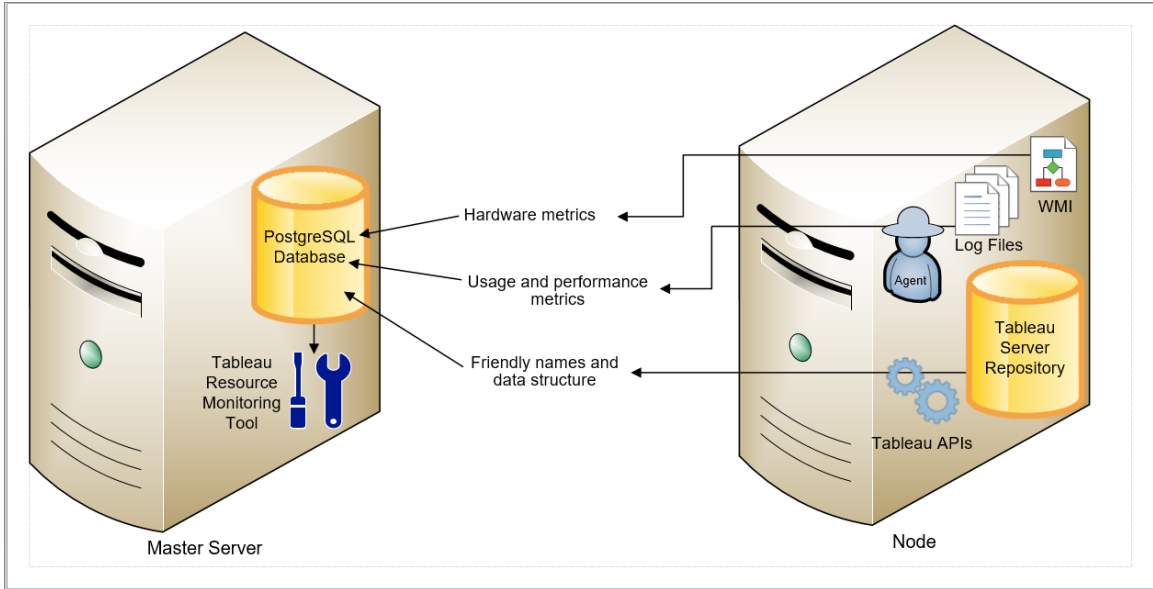 PostgreSQL
Database
Tableau
Resource
Monitoring
Tool
Master Server
Hardware metrics
Usage and performance
metrics
Friendly names and
data structure
WMI
Log Files
Agent
Tableau
Server
Repository
Tableau APIs
Node